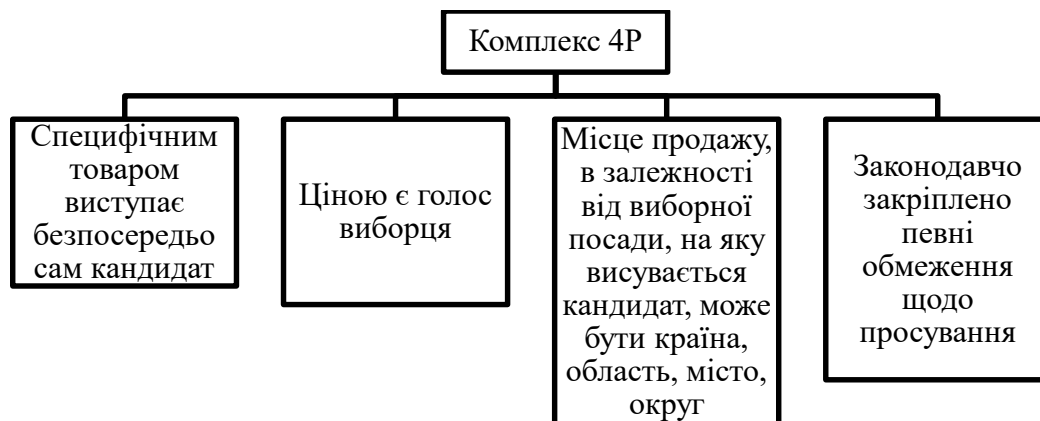 Комплекс 4Р
Специфічним
товаром
виступає
безпосередьо
сам кандидат
Ціною є голос
виборця
Місце продажу,
в залежності
від виборної
посади, на яку
висувається
кандидат, може
бути країна,
область, місто,
округ
Законодавчо
закріплено
певні
обмеження
щодо
просування